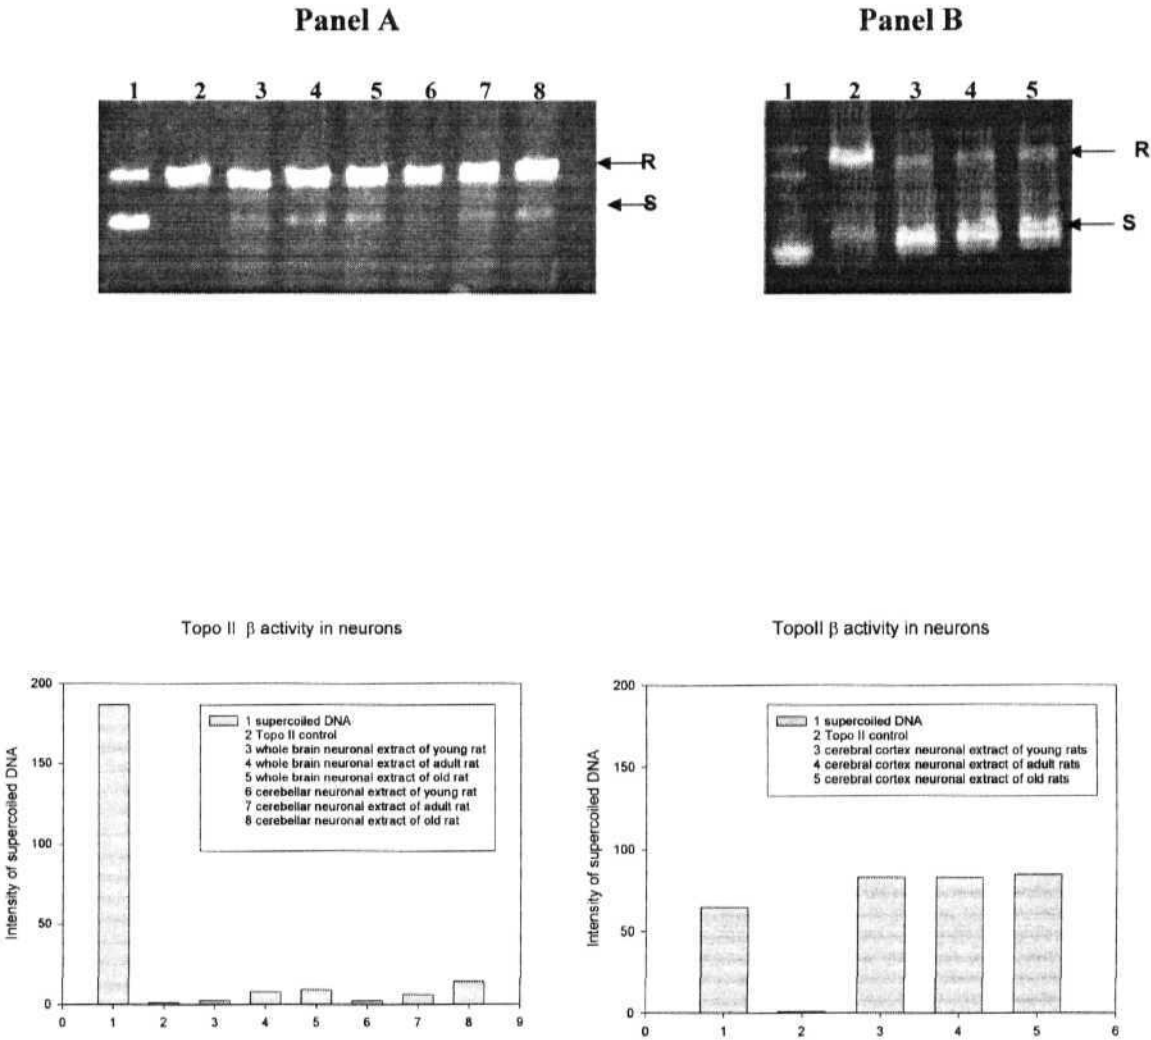 Panel A
Panel B
1 2 3 4 5 6 7 8
1 2 3 4 5
R
S
R
S
Topo II β activity in neurons
200
150
100
50
0
Intensity of supercoiled DNA
1 supercoiled DNA
2 Topo II control
3 whole brain neuronal extract of young rat
4 whole brain neuronal extract of adult rat
5 whole brain neuronal extract of old rat
6 cerebellar neuronal extract of young rat
7 cerebellar neuronal extract of adult rat
8 cerebellar neuronal extract of old rat
0 1 2 3 4 5 6 7 8 9
TopoII β activity in neurons
200
150
100
50
0
Intensity of supercoiled DNA
1 supercoiled DNA
2 Topo II control
3 cerebral cortex neuronal extract of young rats
4 cerebral cortex neuronal extract of adult rats
5 cerebral cortex neuronal extract of old rats
0 1 2 3 4 5 6